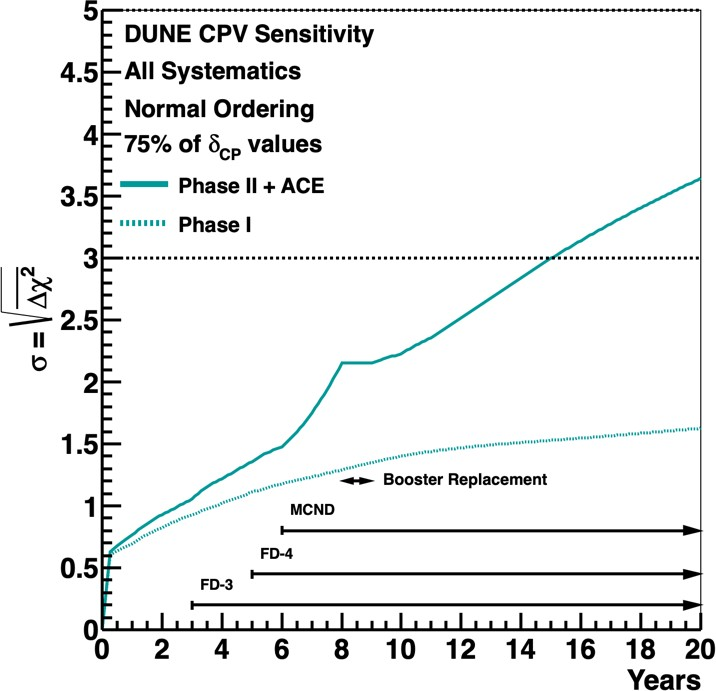 DUNE CPV Sensitivity
All Systematics
Normal Ordering
75% of δCP values
Phase II + ACE
Phase I
σ = √Δχ²
5
4.5
4
3.5
3
2.5
2
1.5
1
0.5
0
Booster Replacement
MCND
FD-4
FD-3
0 2 4 6 8 10 12 14 16 18 20
Years